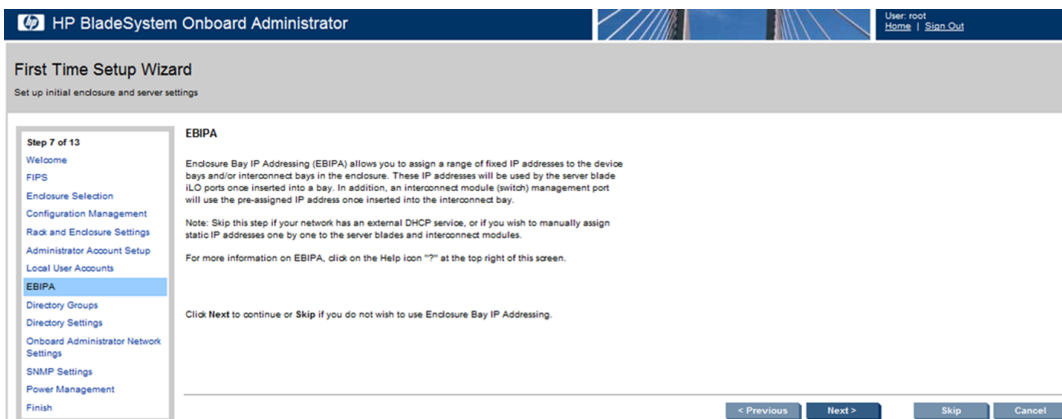 hp HP BladeSystem Onboard Administrator
User: root
Home | Sign Out
First Time Setup Wizard
Set up initial enclosure and server settings
Step 7 of 13
Welcome
FIPS
Enclosure Selection
Configuration Management
Rack and Enclosure Settings
Administrator Account Setup
Local User Accounts
EBIPA
Directory Groups
Directory Settings
Onboard Administrator Network
Settings
SNMP Settings
Power Management
Finish
EBIPA
Enclosure Bay IP Addressing (EBIPA) allows you to assign a range of fixed IP addresses to the device
bays and/or interconnect bays in the enclosure. These IP addresses will be used by the server blade
iLO ports once inserted into a bay. In addition, an interconnect module (switch) management port
will use the pre-assigned IP address once inserted into the interconnect bay.
Note: Skip this step if your network has an external DHCP service, or if you wish to manually assign
static IP addresses one by one to the server blades and interconnect modules.
For more information on EBIPA, click on the Help icon "?" at the top right of this screen.
Click Next to continue or Skip if you do not wish to use Enclosure Bay IP Addressing.
< Previous Next > Skip Cancel